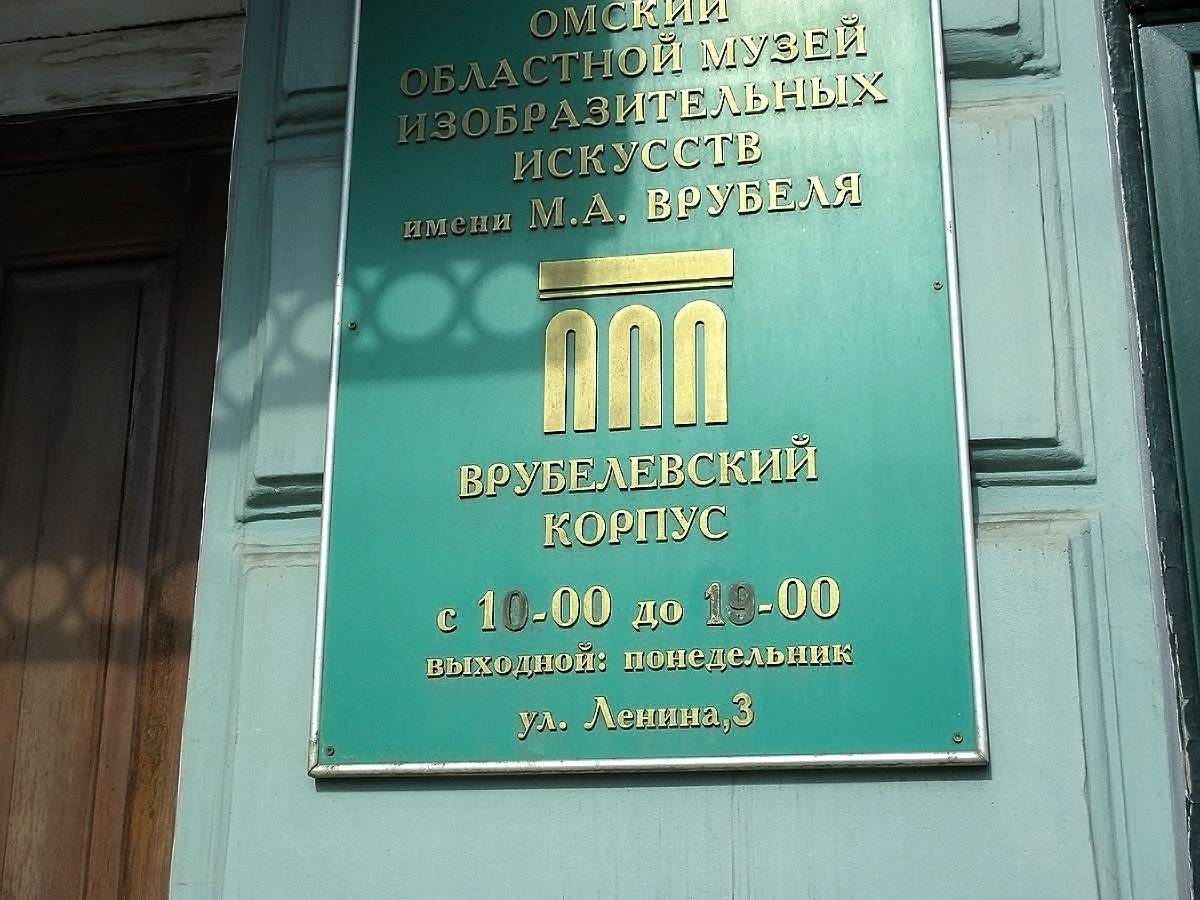 ОМСКИЙ
ОБЛАСТНОЙ МУЗЕЙ
ИЗОБРАЗИТЕЛЬНЫХ
ИСКУССТВ
имени М.А. ВРУБЕЛЯ
ВРУБЕЛЕВСКИЙ
КОРПУС
с 10-00 до 19-00
выходной: понедельник
ул. Ленина,3